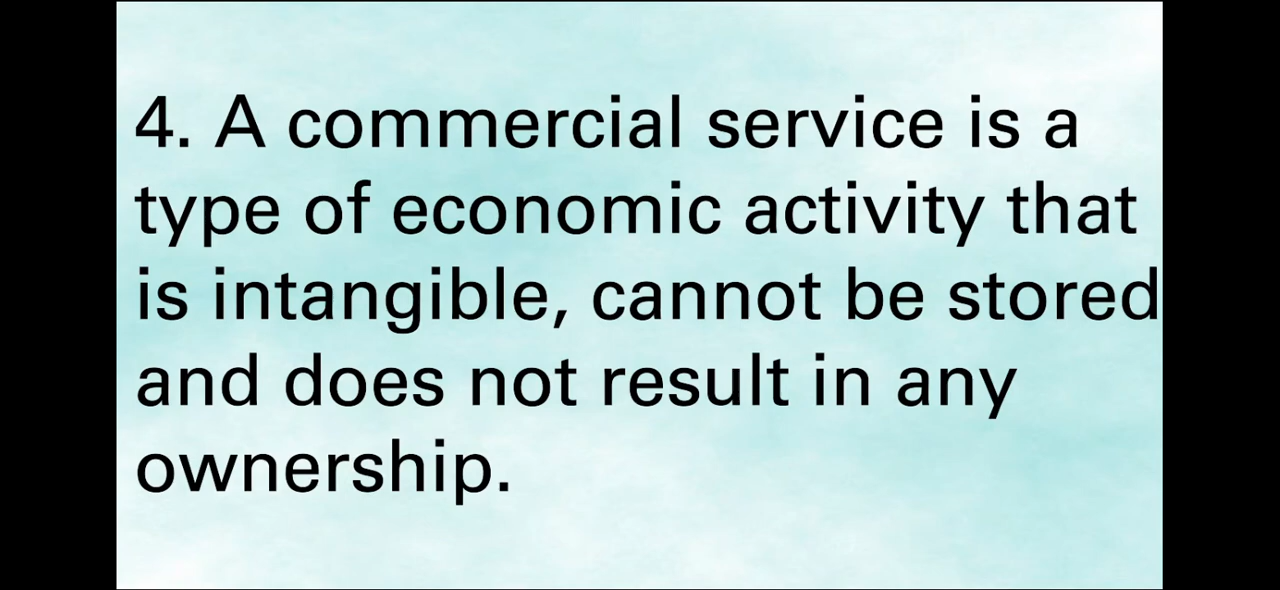 4. A commercial service is a
type of economic activity that
is intangible, cannot be stored
and does not result in any
ownership.